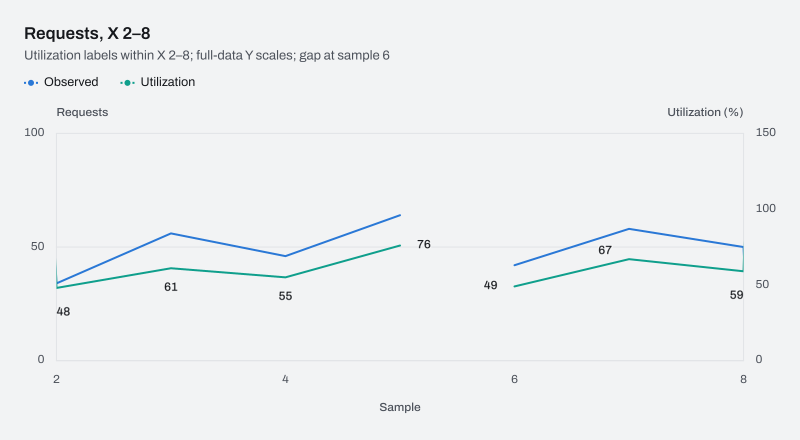 Requests, X 2–8
Utilization labels within X 2–8; full-data Y scales; gap at sample 6
Observed Utilization
Requests Utilization (%)
100 150
100
50 76 67
49 61 50
55 59
48
0 0
2 4 6 8
Sample